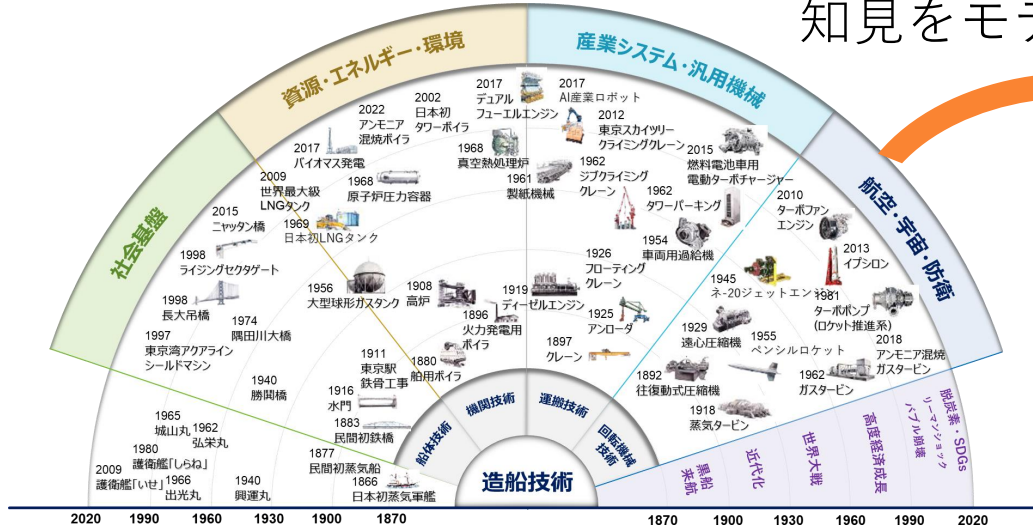 知見をモデ
資源・エネルギー・環境
産業システム・汎用機械
社会基盤
航空・宇宙・防衛
2022
アンモニア
混焼ボイラ
2002
日本初
タワーボイラ
2017
デュアル
フューエルエンジン
2017
AI産業ロボット
2012
東京スカイツリー
クライミングクレーン
2017
バイオマス発電
1968
真空熱処理炉
1962
ジブクライミング
クレーン
2015
燃料電池車用
電動ターボチャージャー
2009
世界最大級
LNGタンク
1968
原子炉圧力容器
1961
製紙機械
1962
タワーパーキング
2010
ターボファン
エンジン
2015
ニャッタン橋
1969
日本初LNGタンク
1954
車両用過給機
2013
イプシロン
1998
ライジングセクタゲート
1926
フローティング
クレーン
1945
ネ-20ジェットエンジン
1981
ターボポンプ
(ロケット推進系)
1998
長大吊橋
1956
大型球形ガスタンク
1908
高炉
1919
ディーゼルエンジン
1925
アンローダ
1974
隅田川大橋
1896
火力発電用
ボイラ
1929
遠心圧縮機
1955
ペンシルロケット
2018
アンモニア混焼
ガスタービン
1997
東京湾アクアライン
シールドマシン
1911
東京駅
鉄骨工事
1880
舶用ボイラ
1897
クレーン
1892
往復動式圧縮機
1962
ガスタービン
1940
勝鬨橋
1916
水門
1918
蒸気タービン
1883
民間初鉄橋
1965
城山丸
1962
弘栄丸
1980
護衛艦「しらね」
2009
護衛艦「いせ」
1966
出光丸
1940
興運丸
1877
民間初蒸気船
1866
日本初蒸気軍艦
船体技術
機関技術
運搬技術
回転機械
技術
造船技術
黒船
来航
近代化
世界大戦
高度経済成長
バブル崩壊
リーマンショック
脱炭素・SDGs
2020 1990 1960 1930 1900 1870
1870 1900 1930 1960 1990 2020